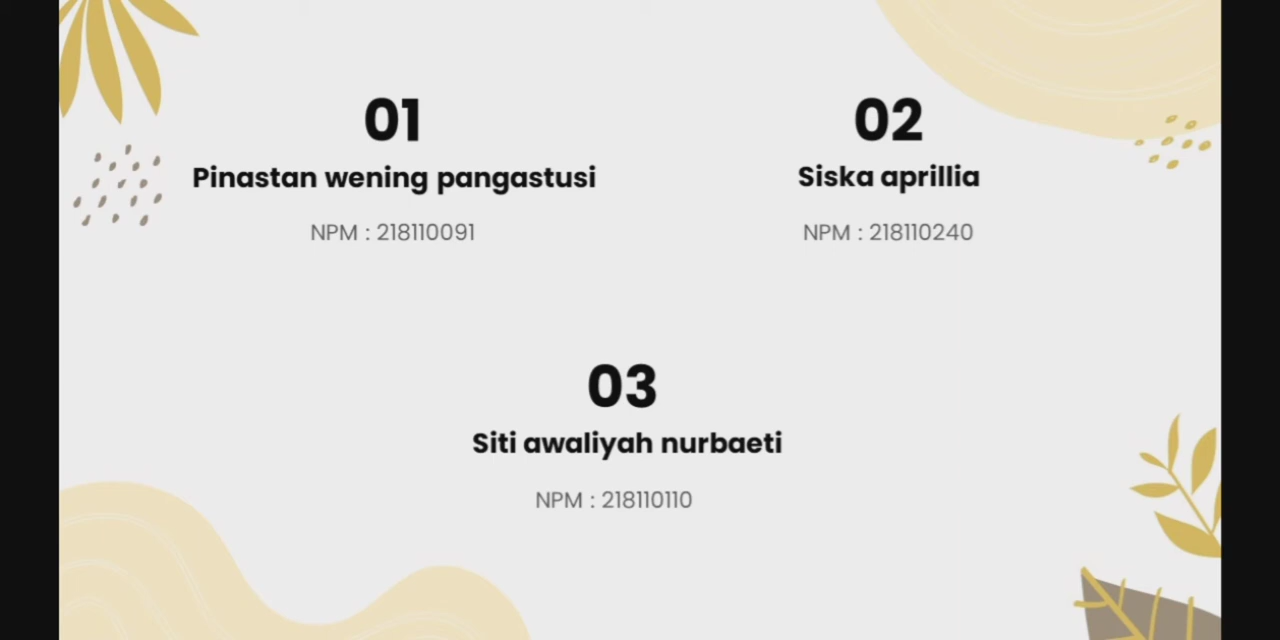 01
Pinastan wening pangastusi
NPM : 218110091
02
Siska aprillia
NPM : 218110240
03
Siti awaliyah nurbaeti
NPM : 218110110